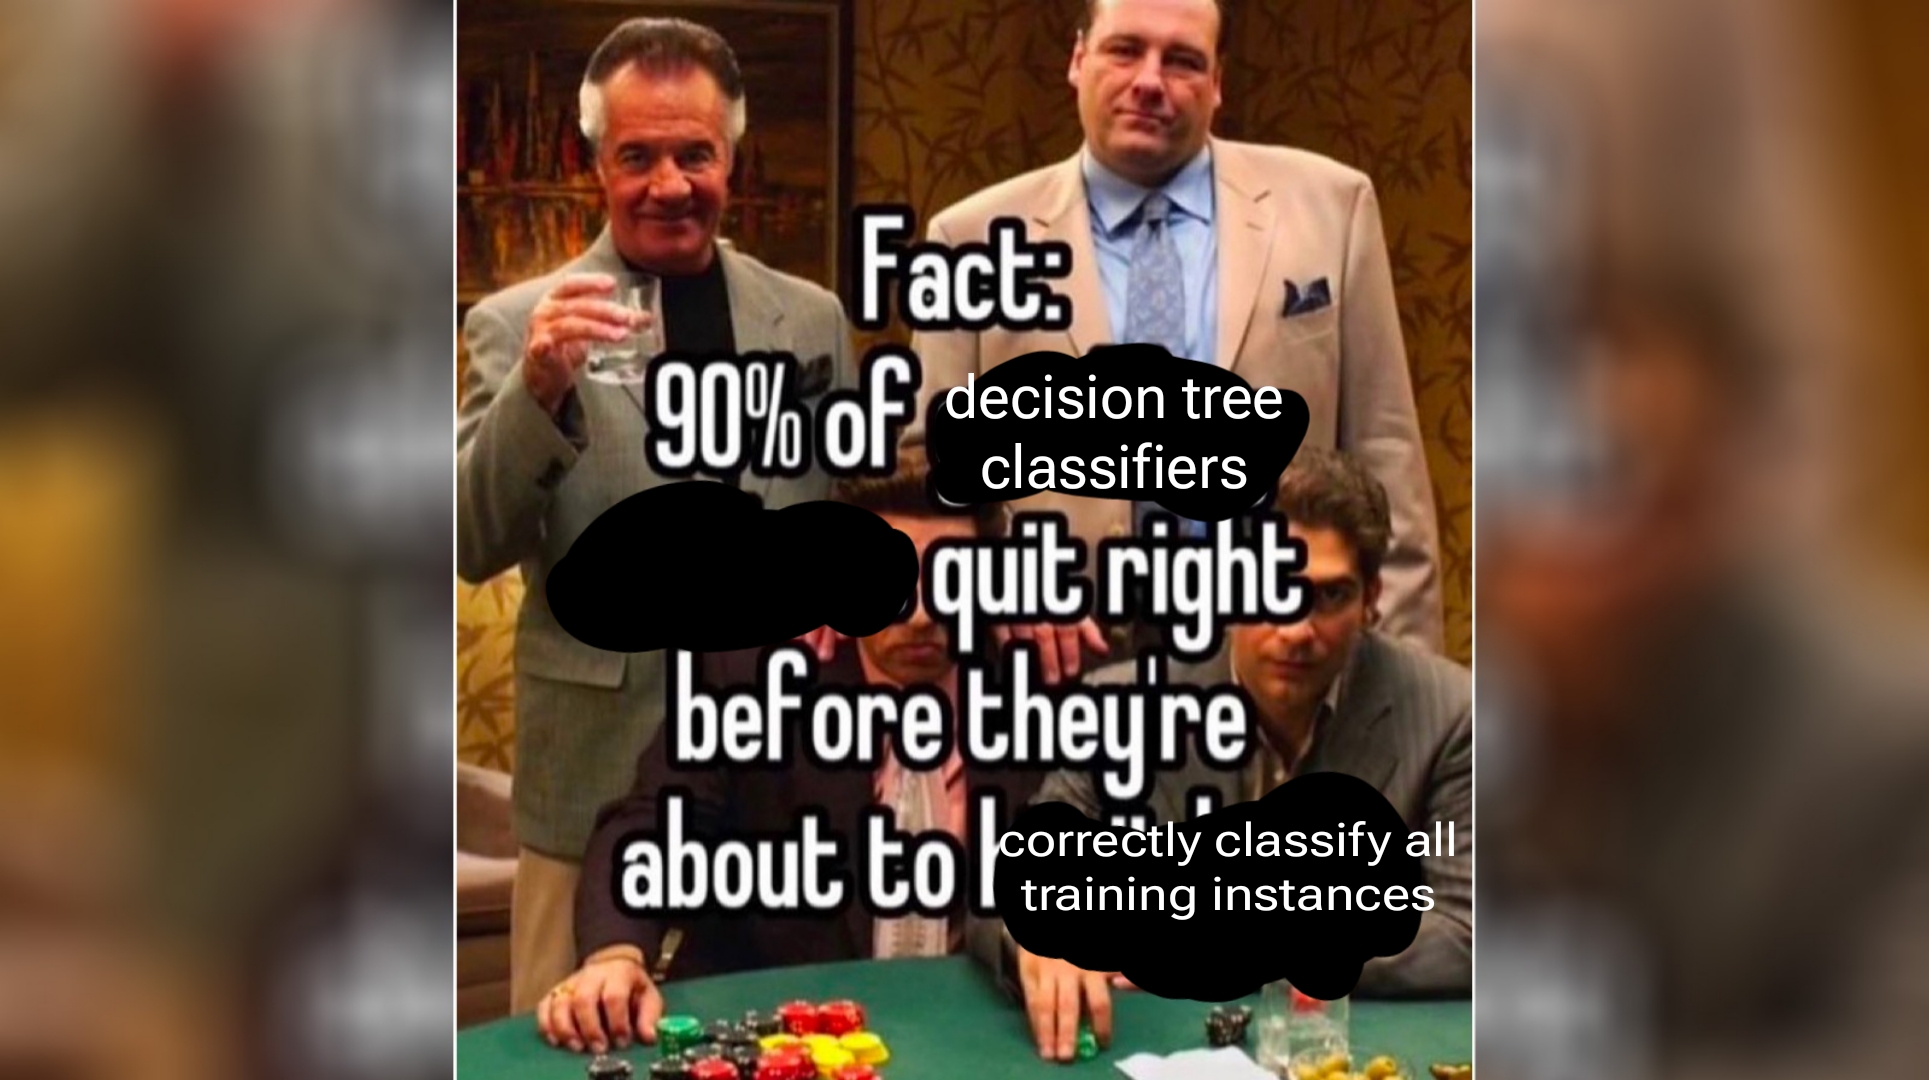 Fact:
90% of decision tree
classifiers
quit right
before they're
about to correctly classify all
training instances